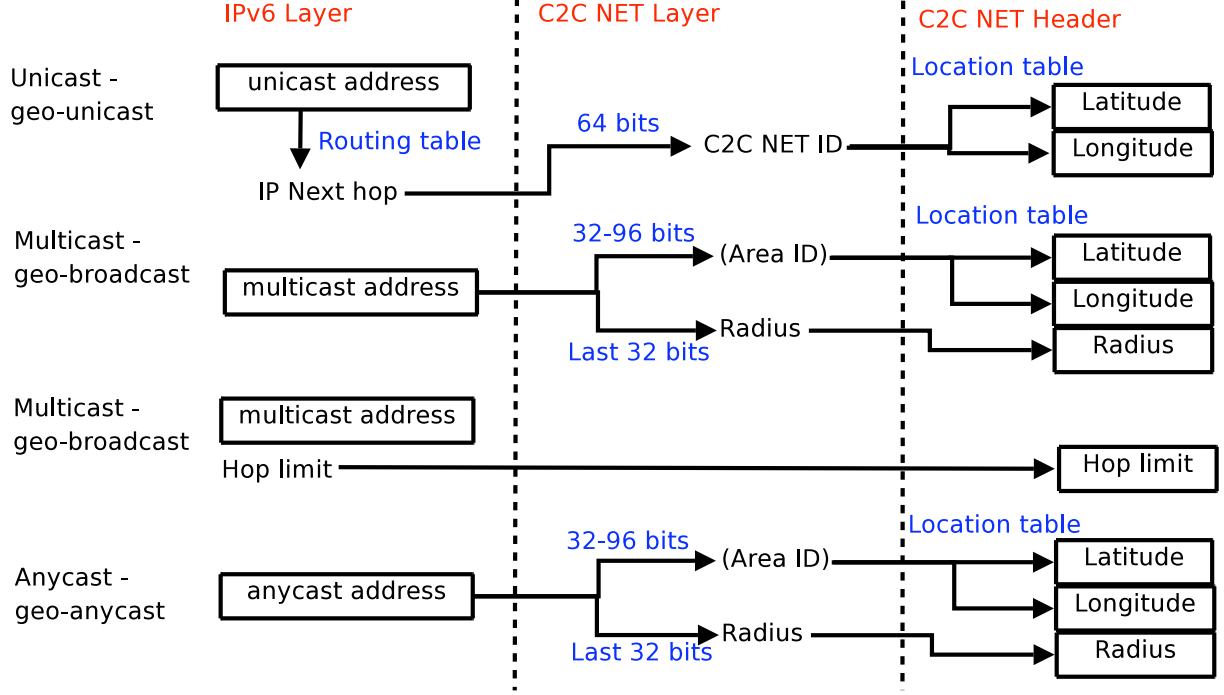 IPv6 Layer
C2C NET Layer
C2C NET Header
Unicast -
geo-unicast
unicast address
Routing table
IP Next hop
64 bits
C2C NET ID
Location table
Latitude
Longitude
Multicast -
geo-broadcast
multicast address
32-96 bits
(Area ID)
Last 32 bits
Radius
Location table
Latitude
Longitude
Radius
Multicast -
geo-broadcast
multicast address
Hop limit
Hop limit
Anycast -
geo-anycast
anycast address
32-96 bits
(Area ID)
Last 32 bits
Radius
Location table
Latitude
Longitude
Radius